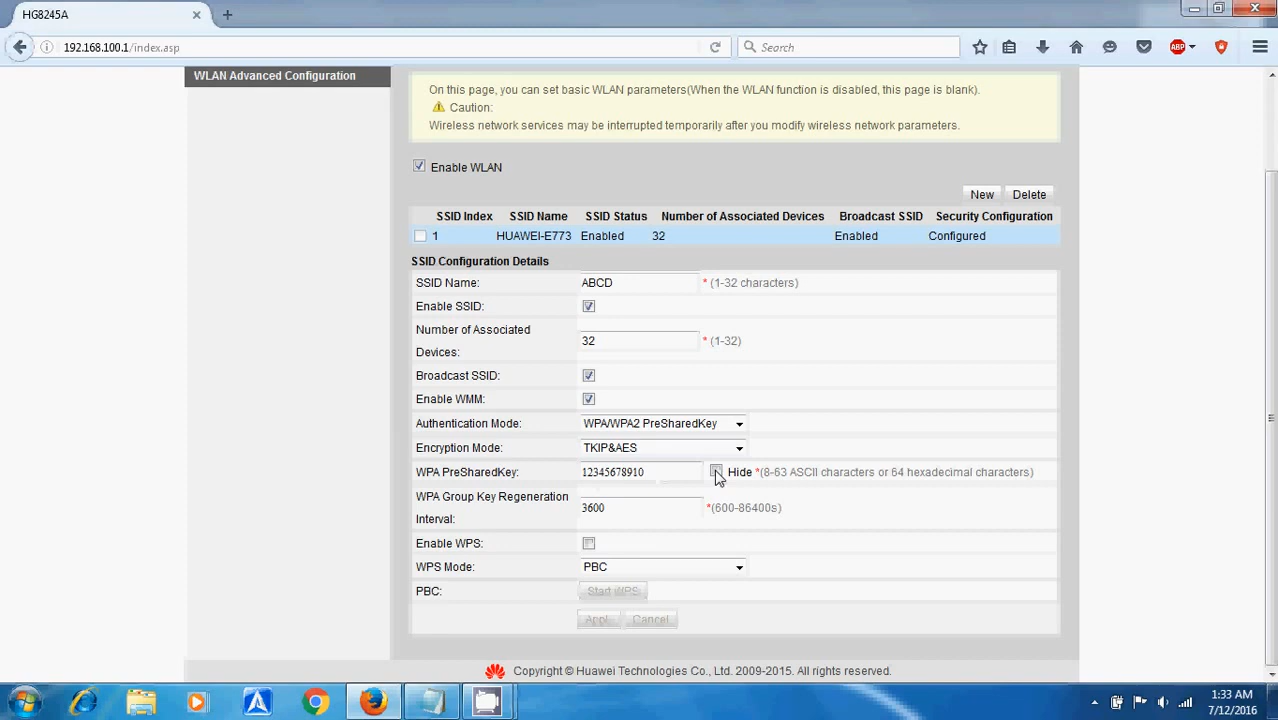 HG8245A
192.168.100.1/index.asp
Search
ABP
WLAN Advanced Configuration
On this page, you can set basic WLAN parameters(When the WLAN function is disabled, this page is blank).
Caution:
Wireless network services may be interrupted temporarily after you modify wireless network parameters.
Enable WLAN
New Delete
SSID Index SSID Name SSID Status Number of Associated Devices Broadcast SSID Security Configuration
1 HUAWEI-E773 Enabled 32 Enabled Configured
SSID Configuration Details
SSID Name: ABCD * (1-32 characters)
Enable SSID:
Number of Associated
Devices: 32 * (1-32)
Broadcast SSID:
Enable WMM:
Authentication Mode: WPA/WPA2 PreSharedKey
Encryption Mode: TKIP&AES
WPA PreSharedKey: 12345678910 Hide *(8-63 ASCII characters or 64 hexadecimal characters)
WPA Group Key Regeneration
Interval: 3600 *(600-86400s)
Enable WPS:
WPS Mode: PBC
PBC: Start WPS
Appl Cancel
Copyright © Huawei Technologies Co., Ltd. 2009-2015. All rights reserved.
1:33 AM
7/12/2016